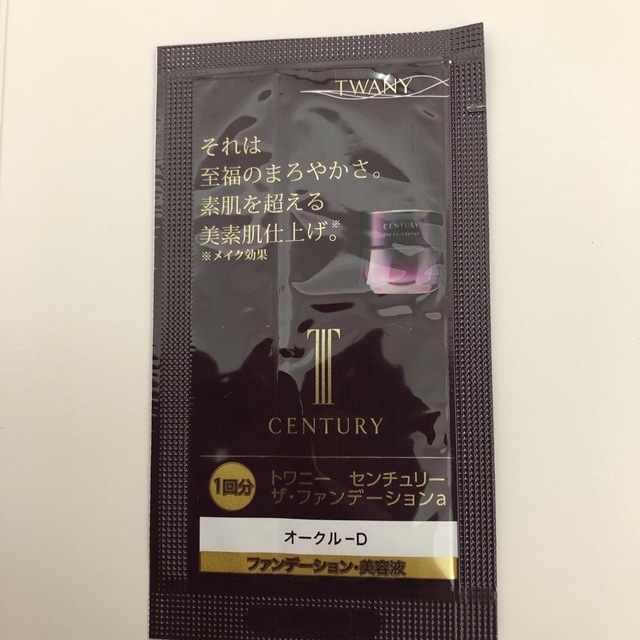 TWANY
それは
至福のまろやかさ。
素肌を超える
美素肌仕上げ。※
※メイク効果
CENTURY
The Foundation
CENTURY
1回分
トワニー センチュリー
ザ・ファンデーションa
オークル-D
ファンデーション・美容液